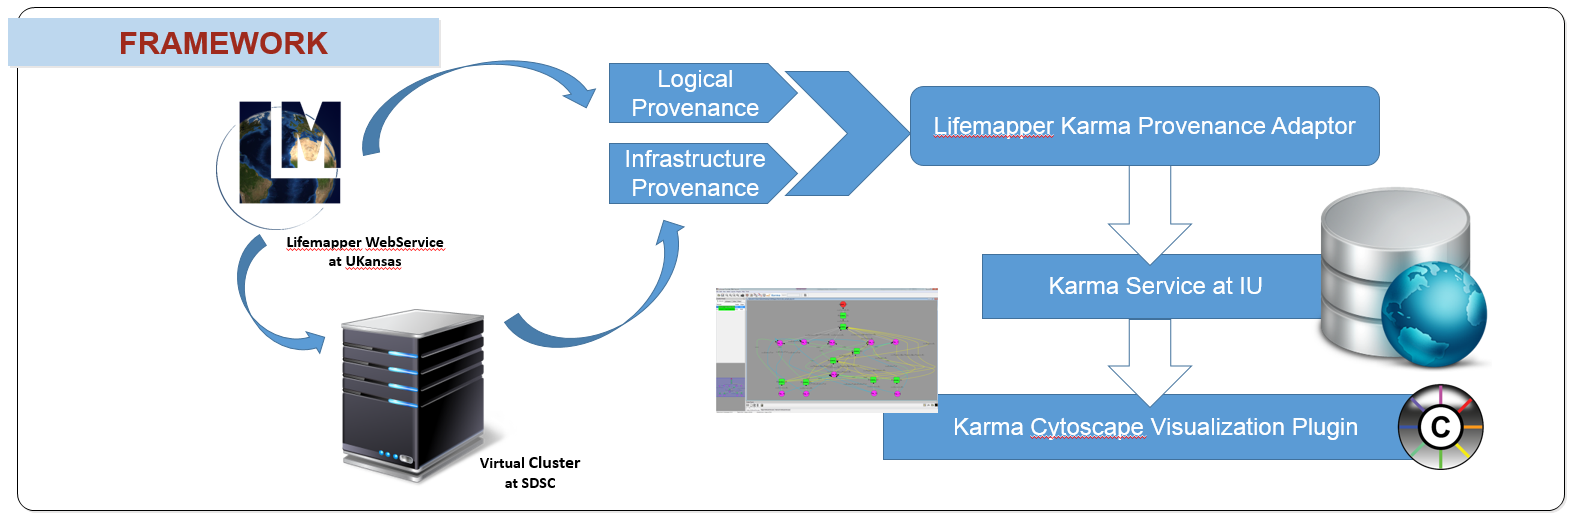 FRAMEWORK
LM
Lifemapper WebService
at UKansas
Virtual Cluster
at SDSC
Logical
Provenance
Infrastructure
Provenance
Lifemapper Karma Provenance Adaptor
Karma Service at IU
Karma Cytoscape Visualization Plugin
C